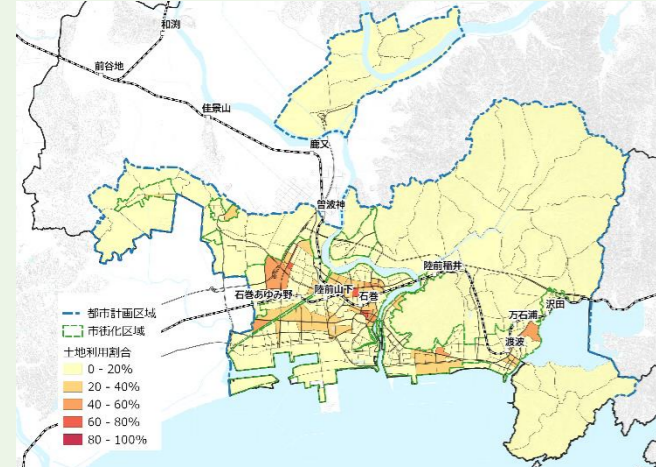 和渕
前谷地
佳景山
鹿又
曽波神
陸前稲井
石巻あゆみ野
陸前山下
石巻
沢田
万石浦
渡波
都市計画区域
市街化区域
土地利用割合
0 - 20%
20 - 40%
40 - 60%
60 - 80%
80 - 100%